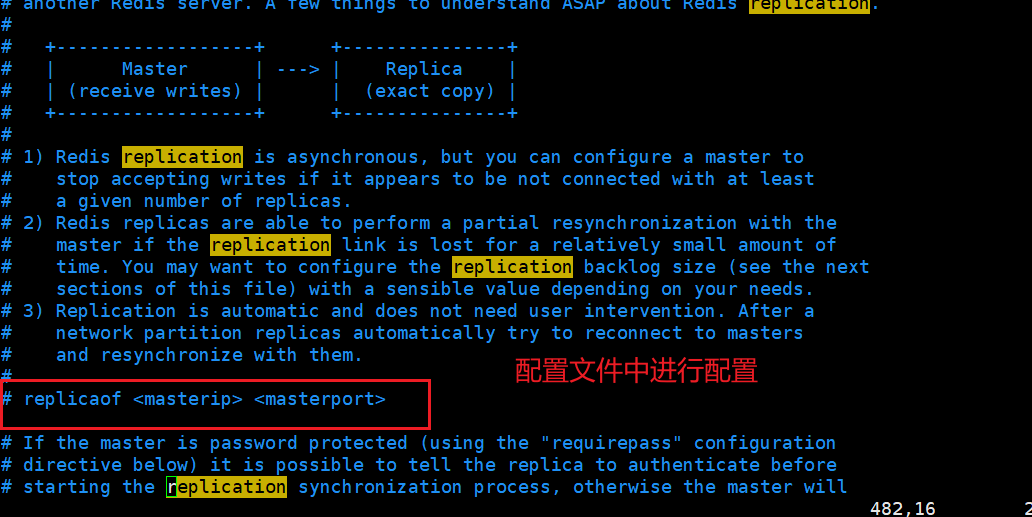 # another Redis server. A few things to understand ASAP about Redis replication.
#
#   +------------------+      +---------------+
#   |      Master      | ---> |    Replica    |
#   | (receive writes) |      |  (exact copy) |
#   +------------------+      +---------------+
#
# 1) Redis replication is asynchronous, but you can configure a master to
#    stop accepting writes if it appears to be not connected with at least
#    a given number of replicas.
# 2) Redis replicas are able to perform a partial resynchronization with the
#    master if the replication link is lost for a relatively small amount of
#    time. You may want to configure the replication backlog size (see the next
#    sections of this file) with a sensible value depending on your needs.
# 3) Replication is automatic and does not need user intervention. After a
#    network partition replicas automatically try to reconnect to masters
#    and resynchronize with them.
配置文件中进行配置
#
# replicaof <masterip> <masterport>
# If the master is password protected (using the "requirepass" configuration
# directive below) it is possible to tell the replica to authenticate before
# starting the replication synchronization process, otherwise the master will
482,16 2